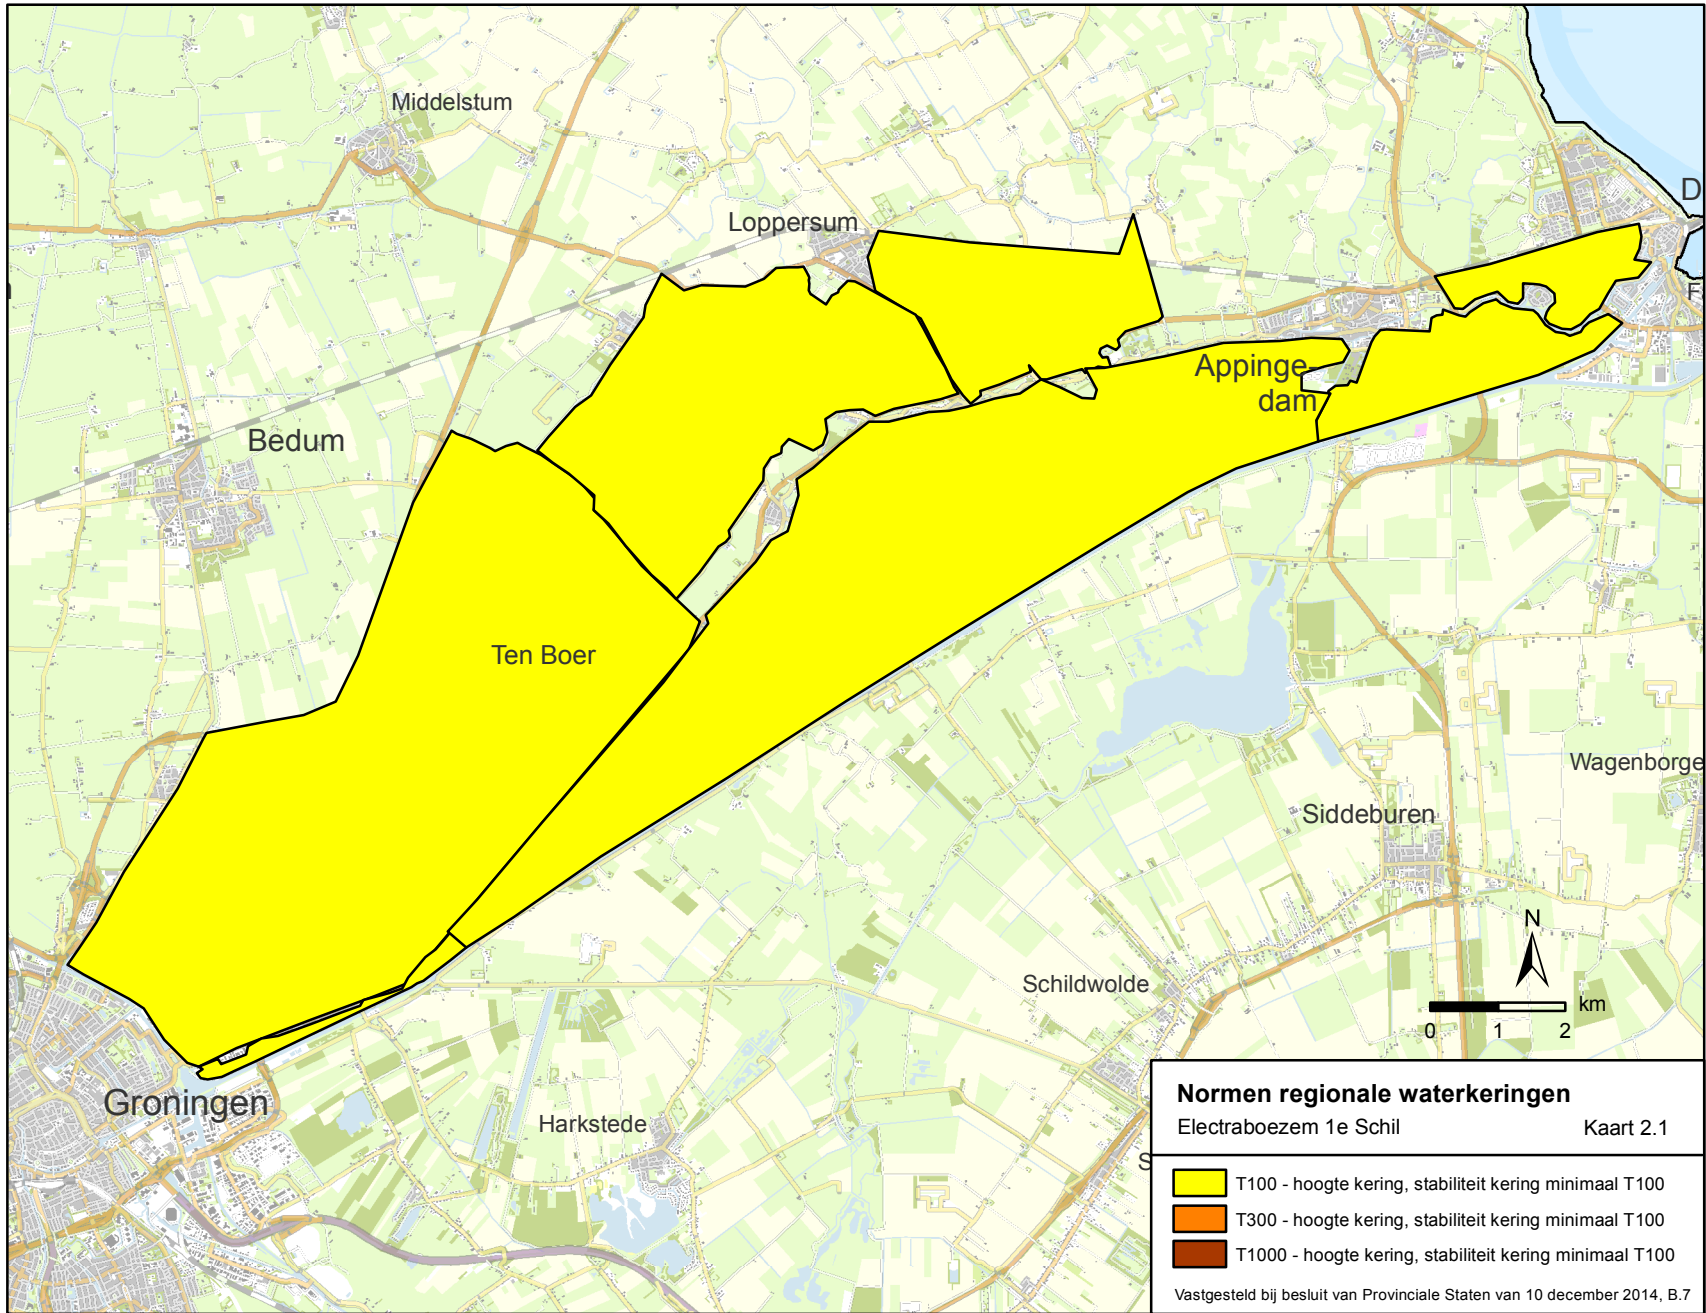 Middelstum
Loppersum
D
F
Appinge-
dam
Bedum
Ten Boer
Wagenborge
Siddeburen
Schildwolde
N
km
0 1 2
Groningen
Harkstede
S
Normen regionale waterkeringen
Electraboezem 1e Schil Kaart 2.1
T100 - hoogte kering, stabiliteit kering minimaal T100
T300 - hoogte kering, stabiliteit kering minimaal T100
T1000 - hoogte kering, stabiliteit kering minimaal T100
Vastgesteld bij besluit van Provinciale Staten van 10 december 2014, B.7